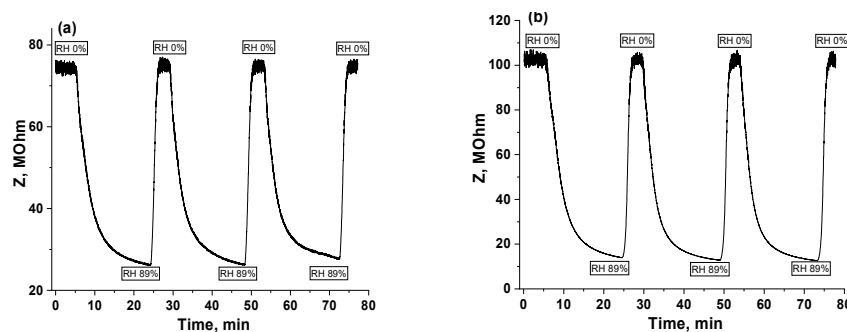 (a)
RH 0% RH 0% RH 0% RH 0%
80
60
40
20
Z, MOhm
RH 89% RH 89% RH 89%
0 10 20 30 40 50 60 70 80
Time, min
(b)
RH 0% RH 0% RH 0% RH 0%
120
100
80
60
40
20
0
Z, MOhm
RH 89% RH 89% RH 89%
0 10 20 30 40 50 60 70 80
Time, min